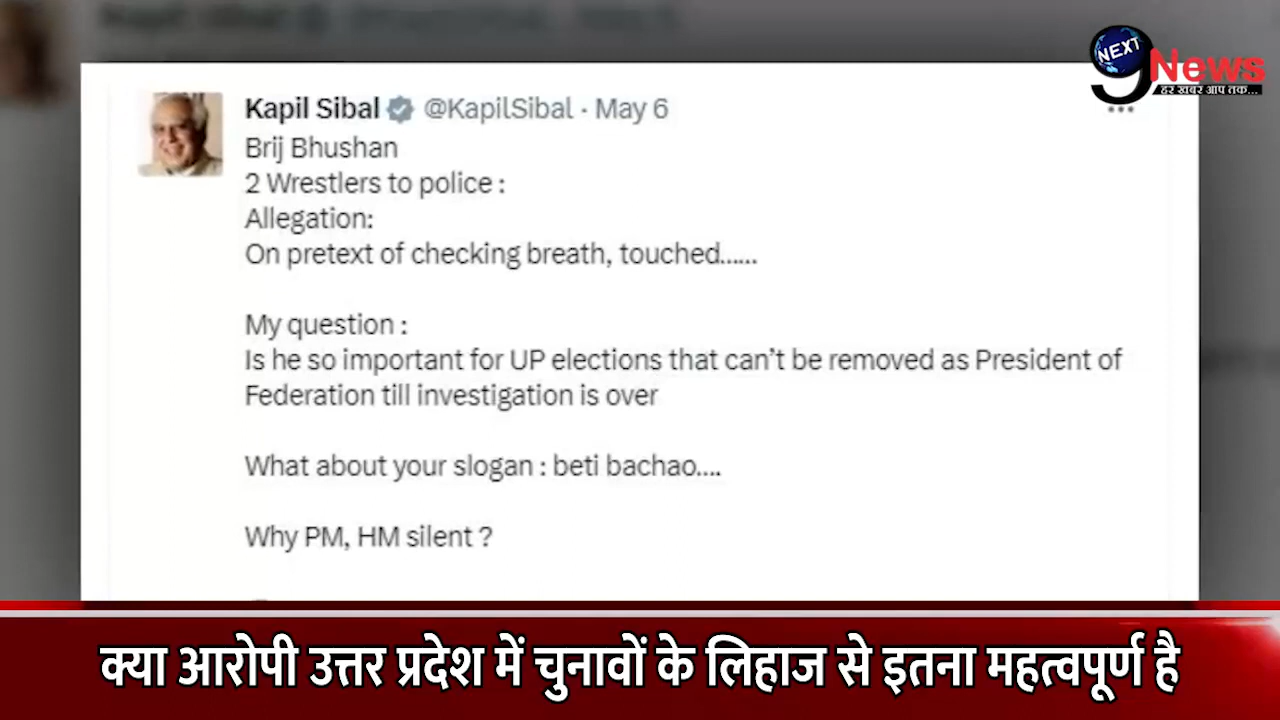 Kapil Sibal @KapilSibal · May 6
Brij Bhushan
2 Wrestlers to police :
Allegation:
On pretext of checking breath, touched......
My question :
Is he so important for UP elections that can't be removed as President of
Federation till investigation is over
What about your slogan : beti bachao....
Why PM, HM silent ?
NEXT
9 News
हर खबर आप तक...
क्या आरोपी उत्तर प्रदेश में चुनावों के लिहाज से इतना महत्वपूर्ण है